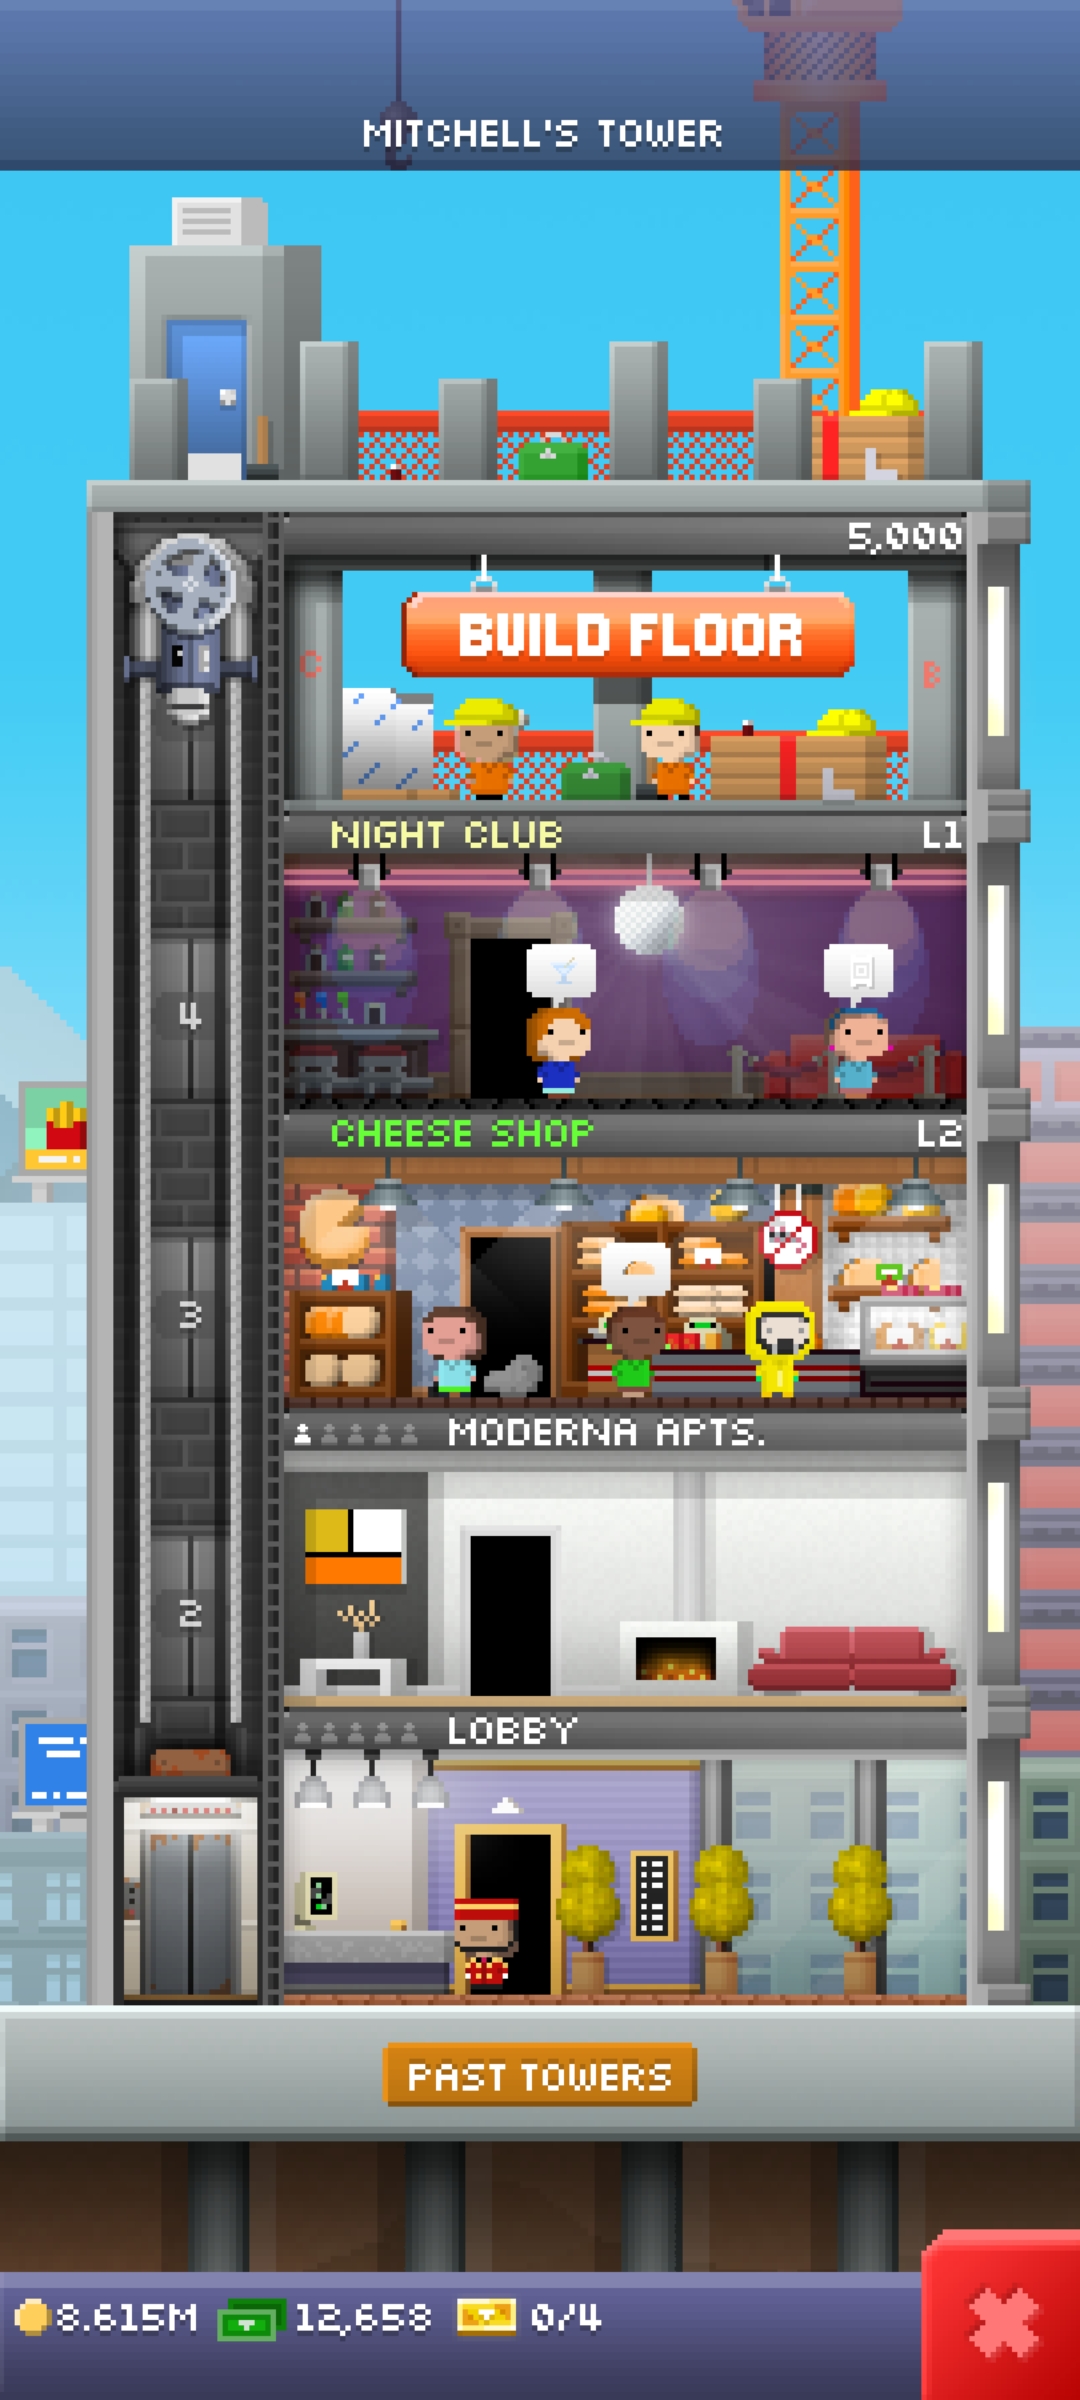 MITCHELL'S TOWER
5,000
BUILD FLOOR
C
B
NIGHT CLUB L1
4
CHEESE SHOP L2
3
MODERNA APTS.
2
LOBBY
PAST TOWERS
8.615M 12,658 0/4